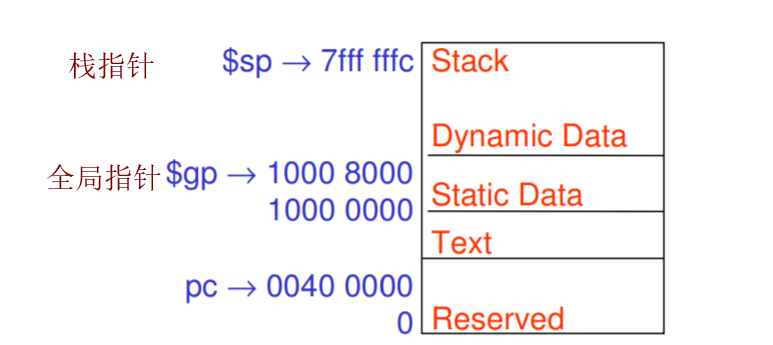 栈指针 $sp → 7fff fffc Stack
Dynamic Data
全局指针 $gp → 1000 8000
1000 0000 Static Data
Text
pc → 0040 0000
0 Reserved